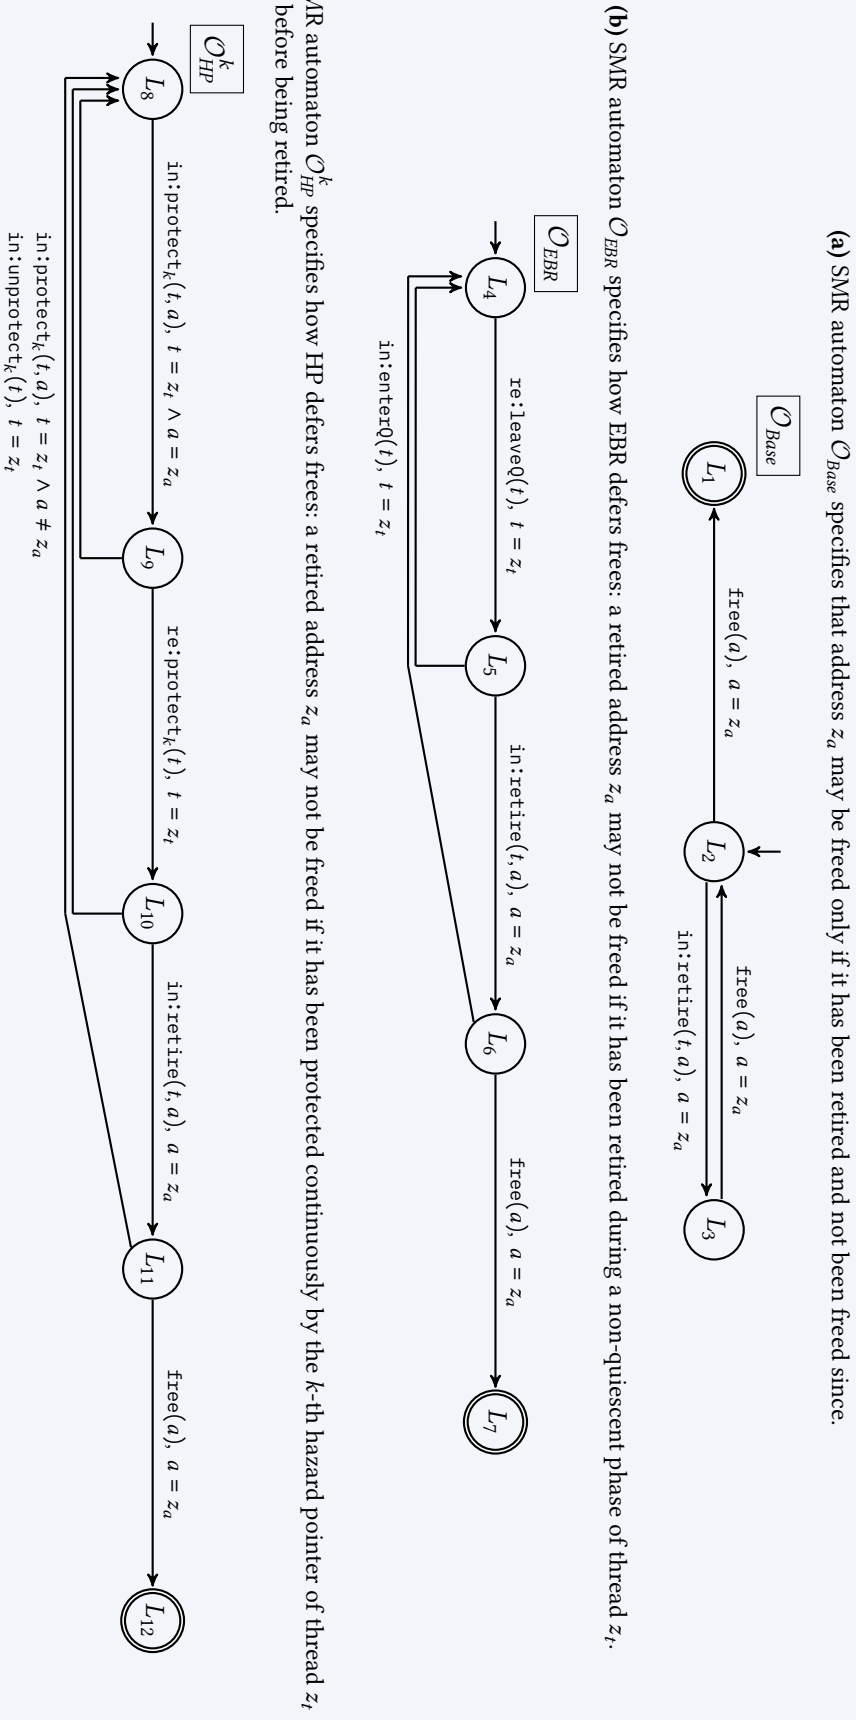 𝒪_Base
L₁
free(a), a = z_a
L₂
free(a), a = z_a
in:retire(t, a), a = z_a
L₃
(a) SMR automaton 𝒪_Base specifies that address z_a may be freed only if it has been retired and not been freed since.
𝒪_EBR
L₄
re:leaveQ(t), t = z_t
L₅
in:retire(t, a), a = z_a
L₆
free(a), a = z_a
L₇
in:enterQ(t), t = z_t
(b) SMR automaton 𝒪_EBR specifies how EBR defers frees: a retired address z_a may not be freed if it has been retired during a non-quiescent phase of thread z_t.
𝒪_HP^k
L₈
in:protect_k(t, a), t = z_t ∧ a = z_a
L₉
re:protect_k(t), t = z_t
L₁₀
in:retire(t, a), a = z_a
L₁₁
free(a), a = z_a
L₁₂
in:protect_k(t, a), t = z_t ∧ a ≠ z_a
in:unprotect_k(t), t = z_t
MR automaton 𝒪_HP^k specifies how HP defers frees: a retired address z_a may not be freed if it has been protected continuously by the k-th hazard pointer of thread z_t
before being retired.